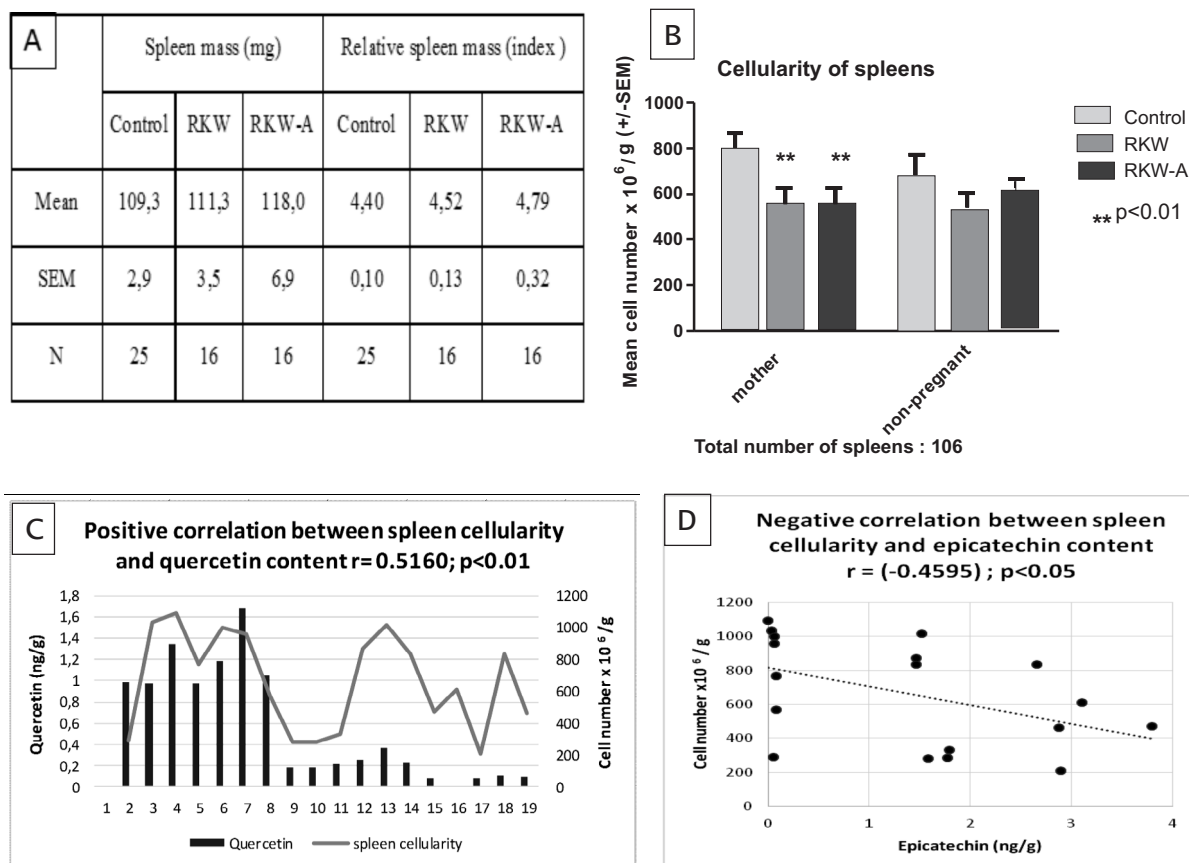 A
Spleen mass (mg) Relative spleen mass (index )
Control RKW RKW-A Control RKW RKW-A
Mean 109,3 111,3 118,0 4,40 4,52 4,79
SEM 2,9 3,5 6,9 0,10 0,13 0,32
N 25 16 16 25 16 16
B
Cellularity of spleens
Mean cell number x 10 6 / g (+/-SEM)
1000
800
600
400
200
0
** **
mother
non-pregnant
Control
RKW
RKW-A
** p<0.01
Total number of spleens : 106
C
Positive correlation between spleen cellularity
and quercetin content r= 0.5160; p<0.01
Quercetin (ng/g)
1,8
1,6
1,4
1,2
1
0,8
0,6
0,4
0,2
0
1200
1000
800
600
400
200
0
Cell number x 10 6 /g
1 2 3 4 5 6 7 8 9 10 11 12 13 14 15 16 17 18 19
Quercetin spleen cellularity
D
Negative correlation between spleen
cellularity and epicatechin content
r = (-0.4595) ; p<0.05
Cell number x10 6 / g
1200
1000
800
600
400
200
0
0 1 2 3 4
Epicatechin (ng/g)